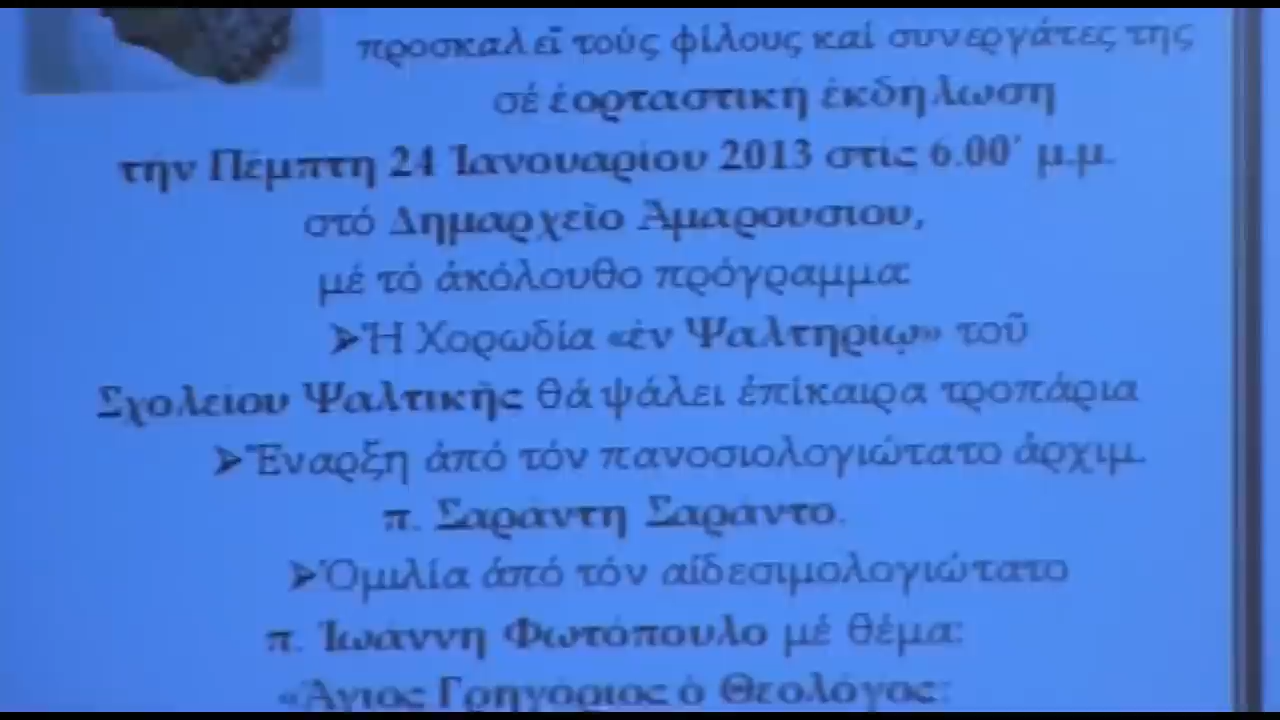 προσκαλεῖ τούς φίλους καί συνεργάτες της
σέ ἑορταστική ἐκδήλωση
τήν Πέμπτη 24 Ἰανουαρίου 2013 στίς 6.00' μ.μ.
στό Δημαρχεῖο Ἀμαρουσίου,
μέ τό ἀκόλουθο πρόγραμμα:
➤Ἡ Χορωδία «ἐν Ψαλτηρίῳ» τοῦ
Σχολείου Ψαλτικῆς θά ψάλει ἐπίκαιρα τροπάρια
➤Ἔναρξη ἀπό τόν πανοσιολογιώτατο ἀρχιμ.
π. Σαράντη Σαράντο.
➤Ὁμιλία ἀπό τόν αἰδεσιμολογιώτατο
π. Ἰωάννη Φωτόπουλο μέ θέμα:
«Ἅγιος Γρηγόριος ὁ Θεολόγος: